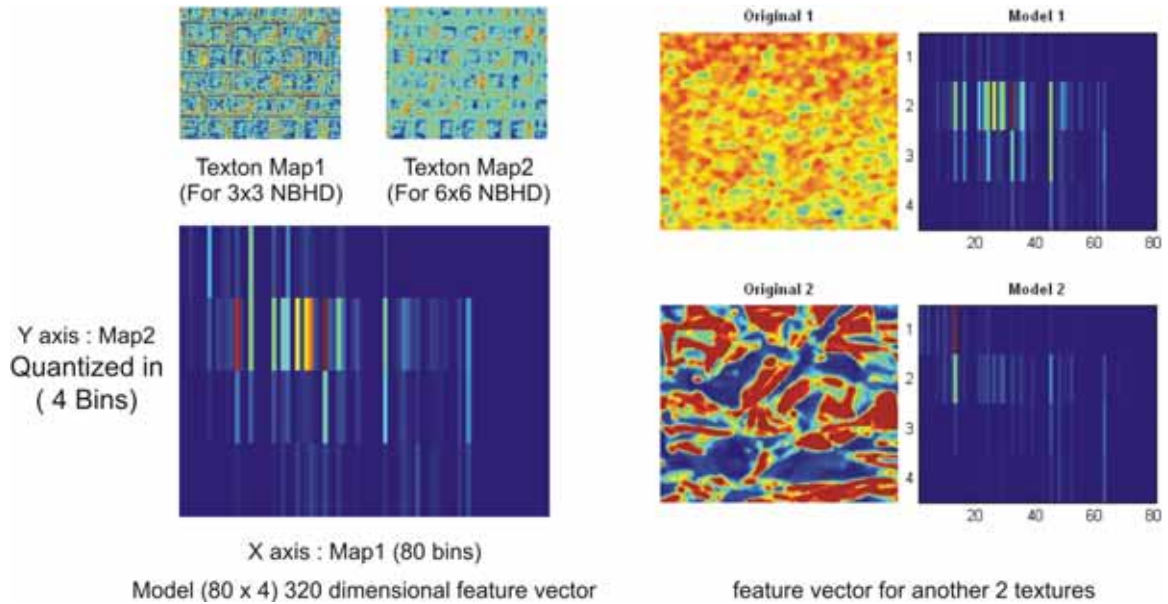 Texton Map1
(For 3x3 NBHD)
Texton Map2
(For 6x6 NBHD)
Y axis : Map2
Quantized in
( 4 Bins)
X axis : Map1 (80 bins)
Model (80 x 4) 320 dimensional feature vector
Original 1
Model 1
1
2
3
4
20 40 60 80
Original 2
Model 2
1
2
3
4
20 40 60 80
feature vector for another 2 textures